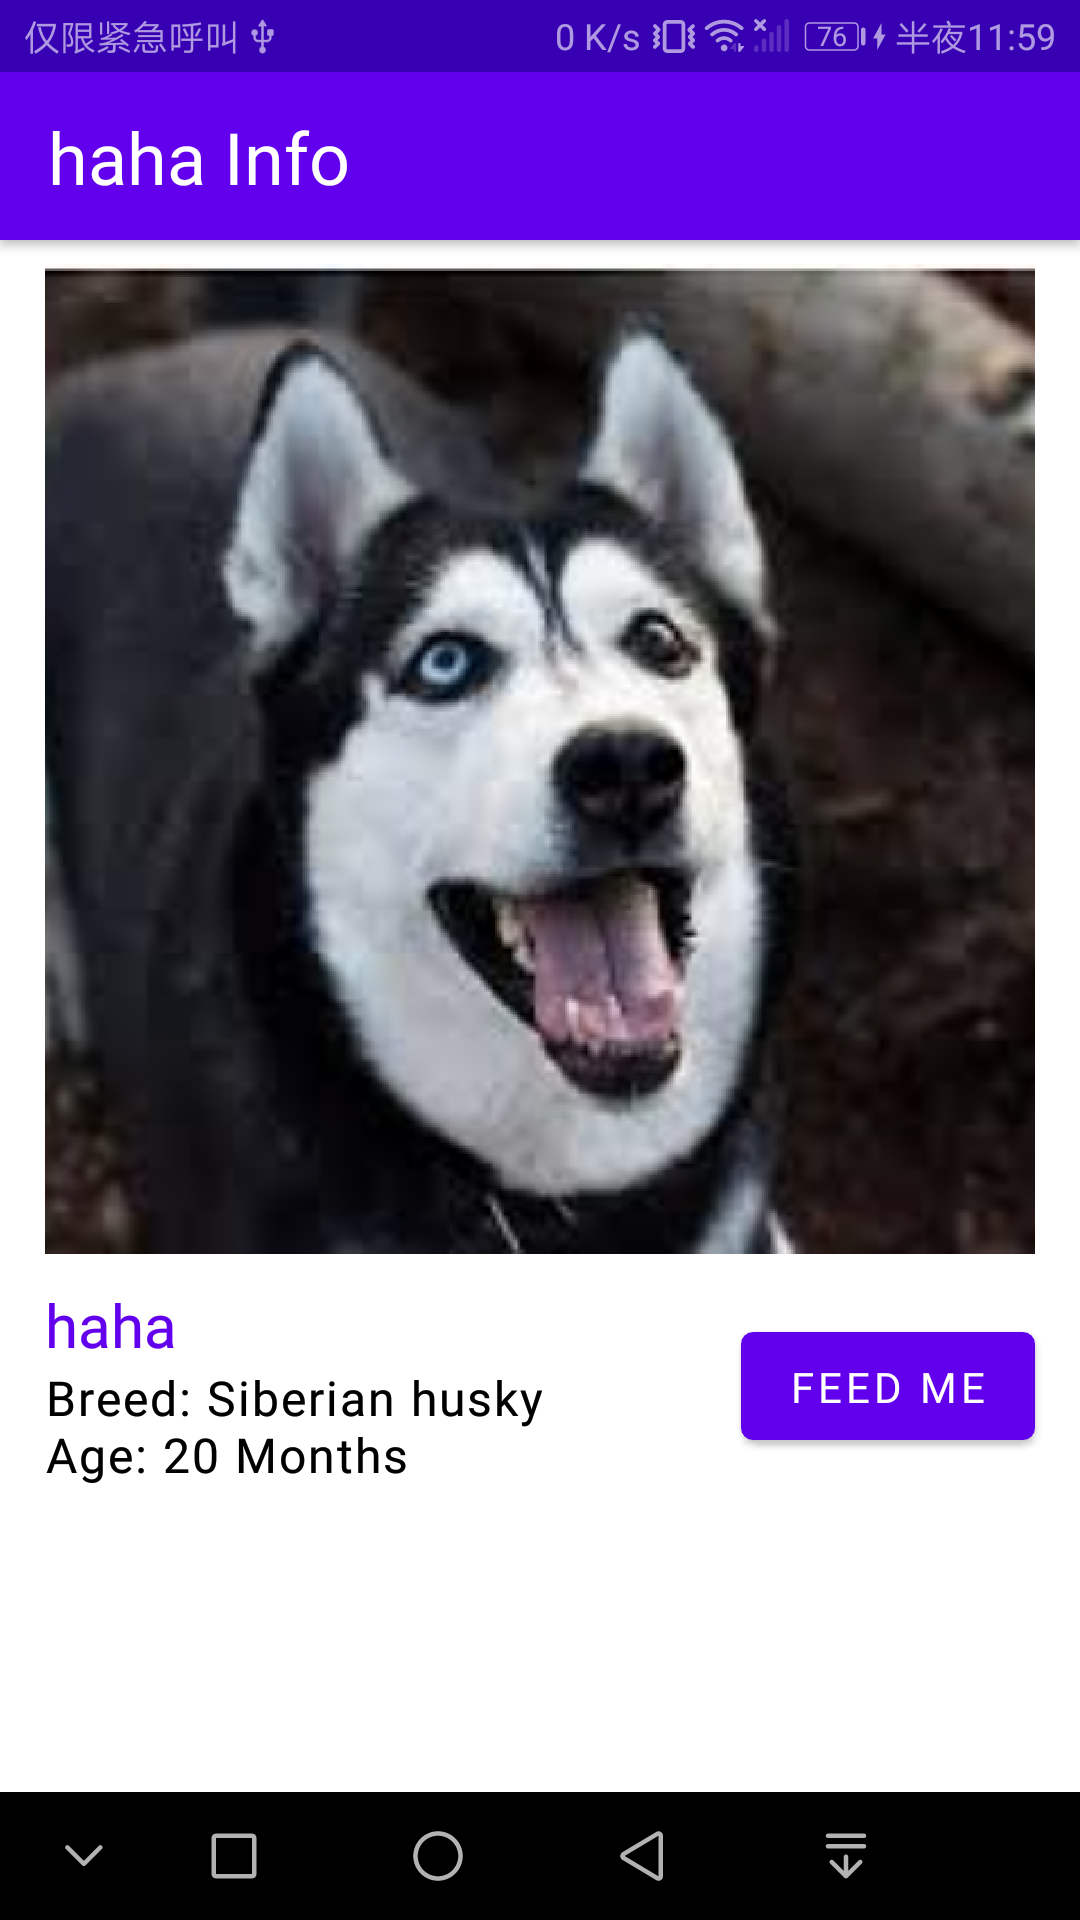 仅限紧急呼叫 0 K/s 76 半夜11:59
haha Info
haha
Breed: Siberian husky
Age: 20 Months
FEED ME